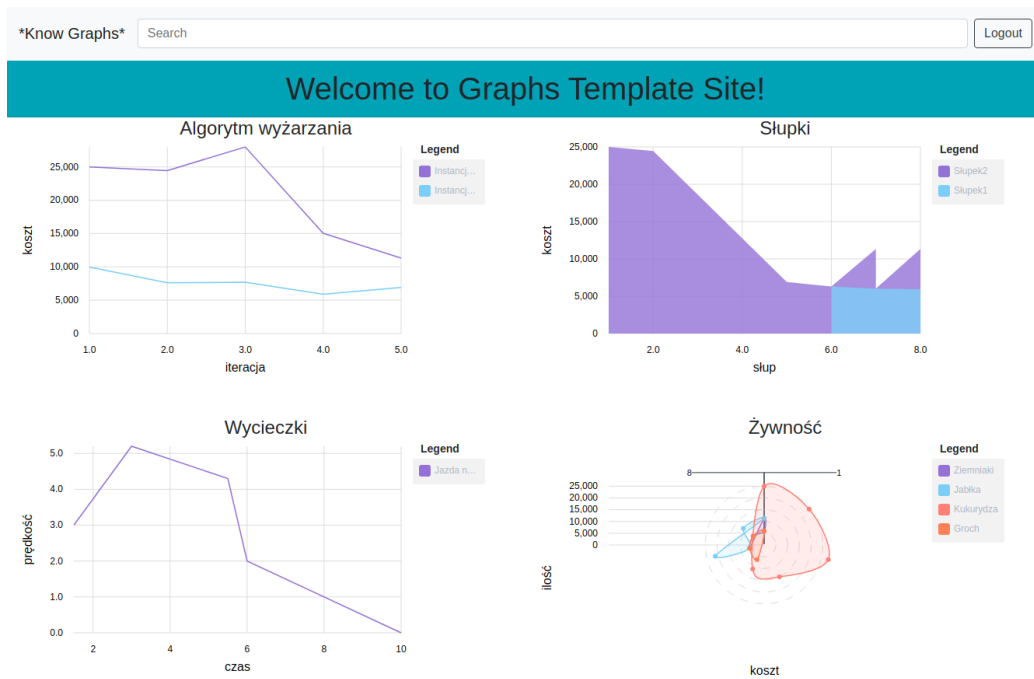 *Know Graphs* Search Logout
Welcome to Graphs Template Site!
Algorytm wyżarzania
Legend
Instancj...
Instancj...
25,000
20,000
15,000
10,000
5,000
0
koszt
1.0 2.0 3.0 4.0 5.0
iteracja
Słupki
Legend
Słupek2
Słupek1
25,000
20,000
15,000
10,000
5,000
0
koszt
2.0 4.0 6.0 8.0
słup
Wycieczki
Legend
Jazda n...
5.0
4.0
3.0
2.0
1.0
0.0
prędkość
2 4 6 8 10
czas
Żywność
Legend
Ziemniaki
Jabłka
Kukurydza
Groch
8 1
25,000
20,000
15,000
10,000
5,000
0
ilość
koszt